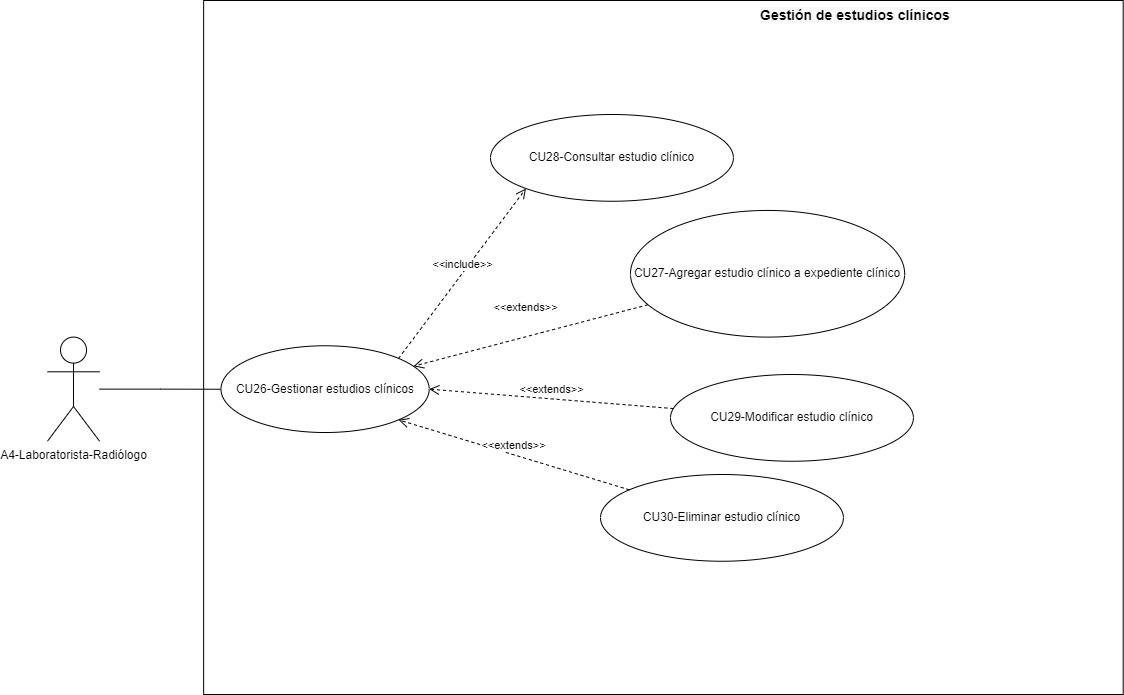 Gestión de estudios clínicos
CU28-Consultar estudio clínico
<<include>>
CU27-Agregar estudio clínico a expediente clínico
<<extends>>
CU26-Gestionar estudios clínicos
<<extends>>
CU29-Modificar estudio clínico
<<extends>>
A4-Laboratorista-Radiólogo
CU30-Eliminar estudio clínico